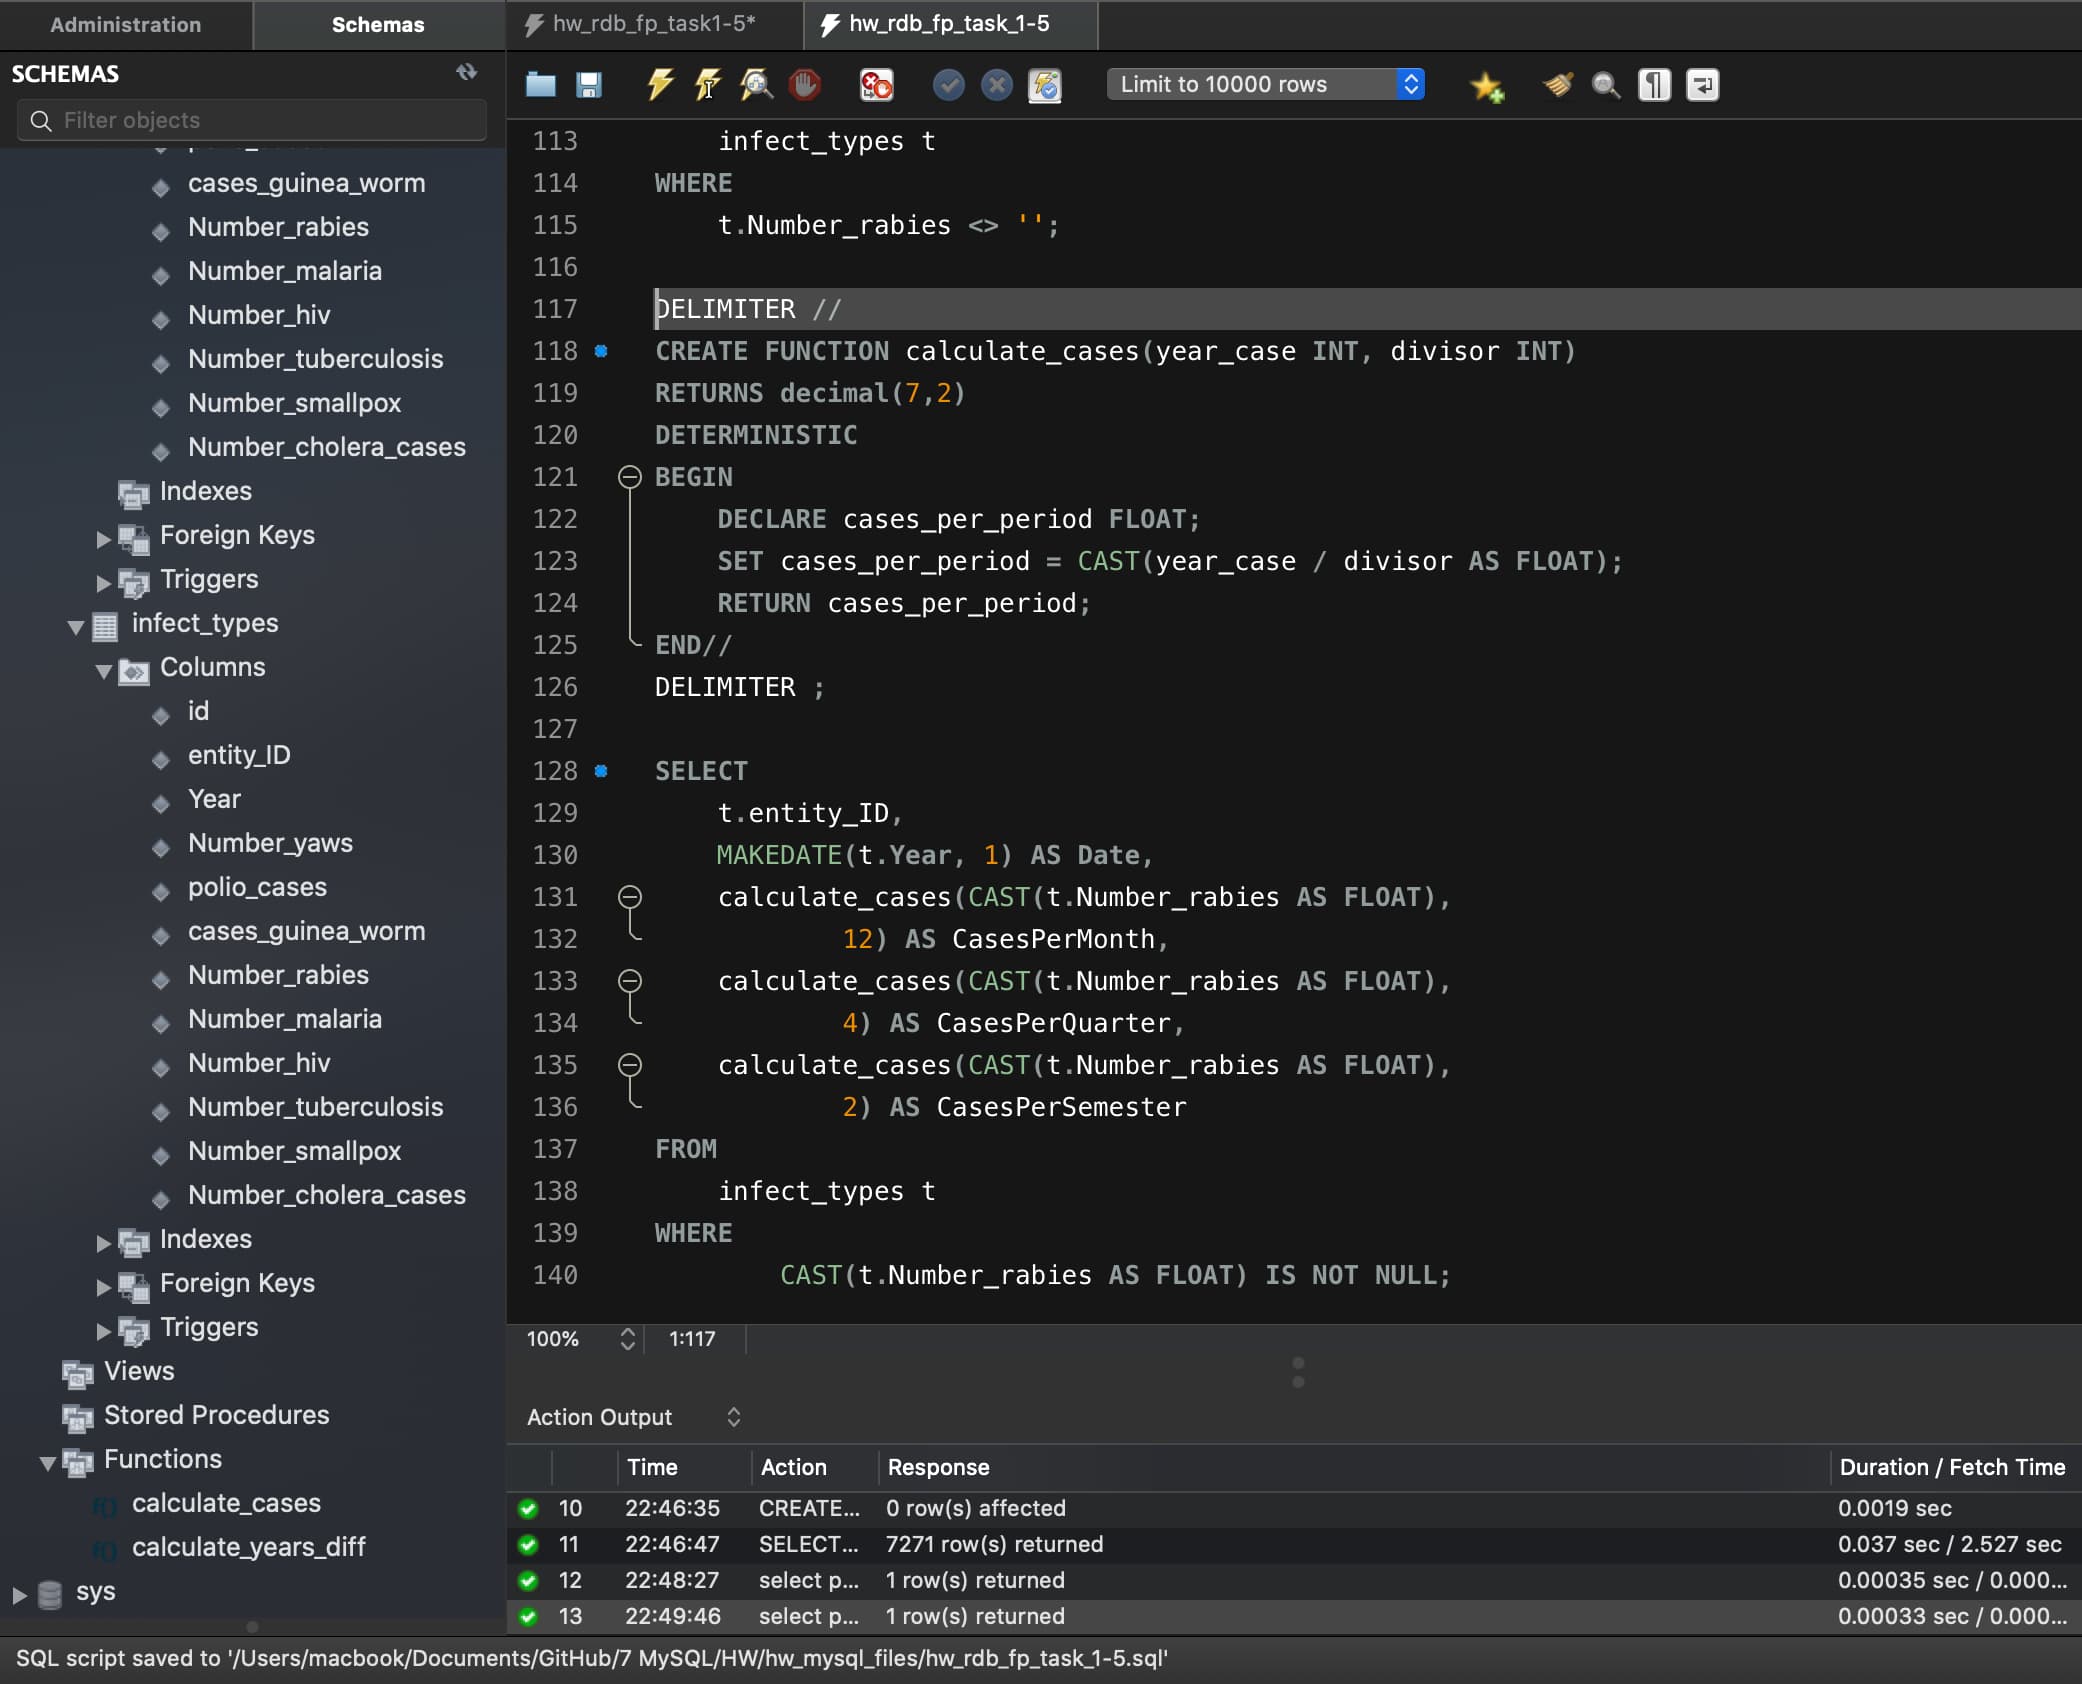 Administration
Schemas
SCHEMAS
Filter objects
cases_guinea_worm
Number_rabies
Number_malaria
Number_hiv
Number_tuberculosis
Number_smallpox
Number_cholera_cases
Indexes
Foreign Keys
Triggers
infect_types
Columns
id
entity_ID
Year
Number_yaws
polio_cases
cases_guinea_worm
Number_rabies
Number_malaria
Number_hiv
Number_tuberculosis
Number_smallpox
Number_cholera_cases
Indexes
Foreign Keys
Triggers
Views
Stored Procedures
Functions
f() calculate_cases
f() calculate_years_diff
sys
hw_rdb_fp_task1-5*
hw_rdb_fp_task_1-5
Limit to 10000 rows
113 infect_types t
114 WHERE
115 t.Number_rabies <> '';
116
117 DELIMITER //
118 CREATE FUNCTION calculate_cases(year_case INT, divisor INT)
119 RETURNS decimal(7,2)
120 DETERMINISTIC
121 BEGIN
122 DECLARE cases_per_period FLOAT;
123 SET cases_per_period = CAST(year_case / divisor AS FLOAT);
124 RETURN cases_per_period;
125 END//
126 DELIMITER ;
127
128 SELECT
129 t.entity_ID,
130 MAKEDATE(t.Year, 1) AS Date,
131 calculate_cases(CAST(t.Number_rabies AS FLOAT),
132 12) AS CasesPerMonth,
133 calculate_cases(CAST(t.Number_rabies AS FLOAT),
134 4) AS CasesPerQuarter,
135 calculate_cases(CAST(t.Number_rabies AS FLOAT),
136 2) AS CasesPerSemester
137 FROM
138 infect_types t
139 WHERE
140 CAST(t.Number_rabies AS FLOAT) IS NOT NULL;
100% 1:117
Action Output
Time Action Response Duration / Fetch Time
10 22:46:35 CREATE... 0 row(s) affected 0.0019 sec
11 22:46:47 SELECT... 7271 row(s) returned 0.037 sec / 2.527 sec
12 22:48:27 select p... 1 row(s) returned 0.00035 sec / 0.000...
13 22:49:46 select p... 1 row(s) returned 0.00033 sec / 0.000...
SQL script saved to '/Users/macbook/Documents/GitHub/7 MySQL/HW/hw_mysql_files/hw_rdb_fp_task_1-5.sql'